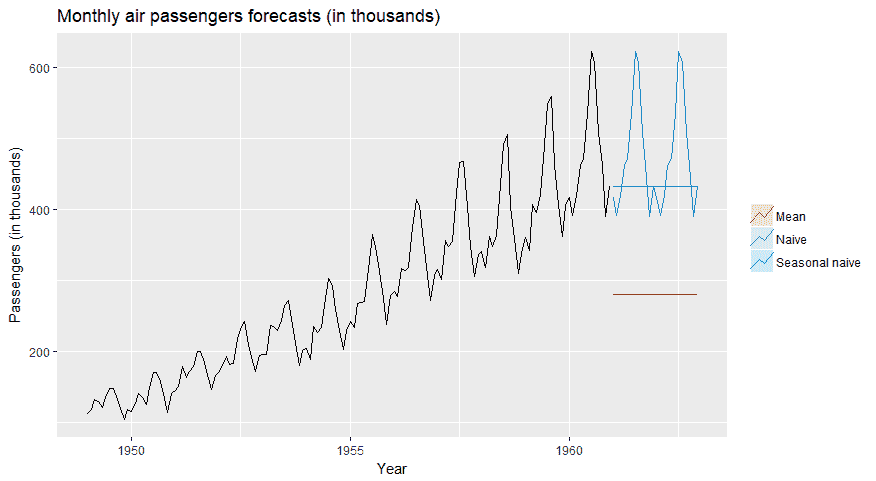 Monthly air passengers forecasts (in thousands)
Passengers (in thousands)
600
400
200
1950
1955
1960
Year
Mean
Naive
Seasonal naive